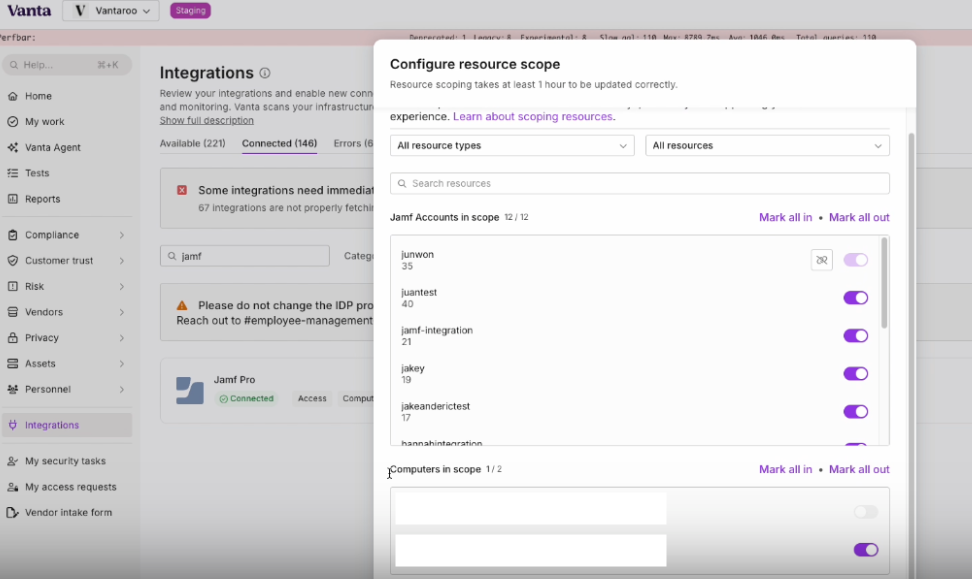 Vanta
V Vantaroo
Staging
Perfbar:
Deprecated: 1 Legacy: 8 Experimental: 8 Slow gql: 110 Max: 8789.7ms Avg: 1046.0ms Total queries: 110
Help... ⌘+K
Home
My work
Vanta Agent
Tests
Reports
Compliance
Customer trust
Risk
Vendors
Privacy
Assets
Personnel
Integrations
My security tasks
My access requests
Vendor intake form
Integrations
Review your integrations and enable new conn
and monitoring. Vanta scans your infrastructure
Show full description
Available (221) Connected (146) Errors (6
Some integrations need immediat
67 integrations are not properly fetchin
jamf
Categ
Please do not change the IDP pro
Reach out to #employee-management
Jamf Pro
Connected Access Comput
Configure resource scope
Resource scoping takes at least 1 hour to be updated correctly.
experience. Learn about scoping resources.
All resource types
All resources
Search resources
Jamf Accounts in scope 12 / 12
Mark all in • Mark all out
junwon
35
juantest
40
jamf-integration
21
jakey
19
jakeanderictest
17
hannahintegration
Computers in scope 1 / 2
Mark all in • Mark all out